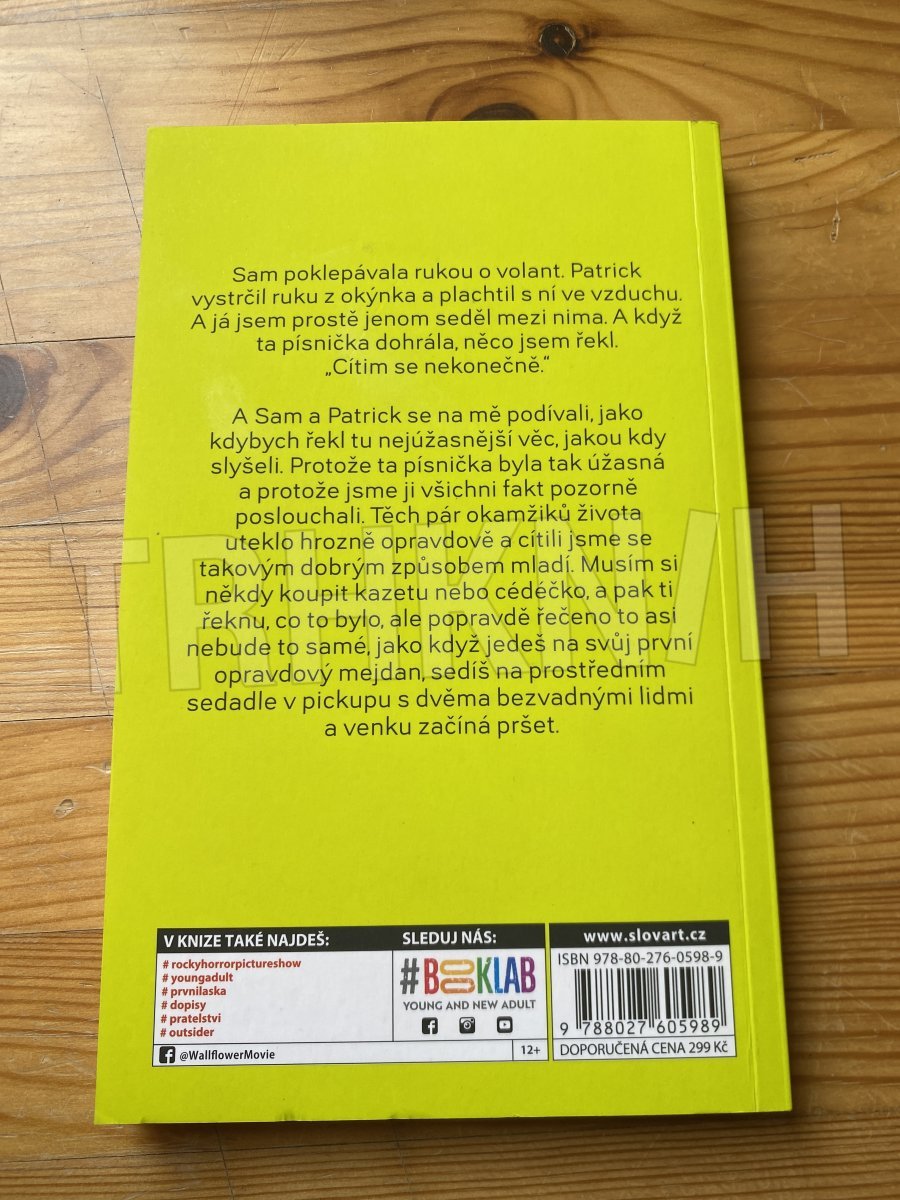 Sam poklepávala rukou o volant. Patrick
vystrčil ruku z okýnka a plachtil s ní ve vzduchu.
A já jsem prostě jenom seděl mezi nima. A když
ta písnička dohrála, něco jsem řekl.
„Cítim se nekonečně.“
A Sam a Patrick se na mě podívali, jako
kdybych řekl tu nejúžasnější věc, jakou kdy
slyšeli. Protože ta písnička byla tak úžasná
a protože jsme ji všichni fakt pozorně
poslouchali. Těch pár okamžiků života
uteklo hrozně opravdově a cítili jsme se
takovým dobrým způsobem mladí. Musím si
někdy koupit kazetu nebo cédéčko, a pak ti
řeknu, co to bylo, ale popravdě řečeno to asi
nebude to samé, jako když jedeš na svůj první
opravdový mejdan, sedíš na prostředním
sedadle v pickupu s dvěma bezvadnými lidmi
a venku začíná pršet.
TRHKNIH
V KNIZE TAKÉ NAJDEŠ:
# rockyhorrorpictureshow
# youngadult
# prvnilaska
# dopisy
# pratelstvi
# outsider
@WallflowerMovie
SLEDUJ NÁS:
#BOOKLAB
YOUNG AND NEW ADULT
12+
www.slovart.cz
ISBN 978-80-276-0598-9
9 788027 605989
DOPORUČENÁ CENA 299 Kč